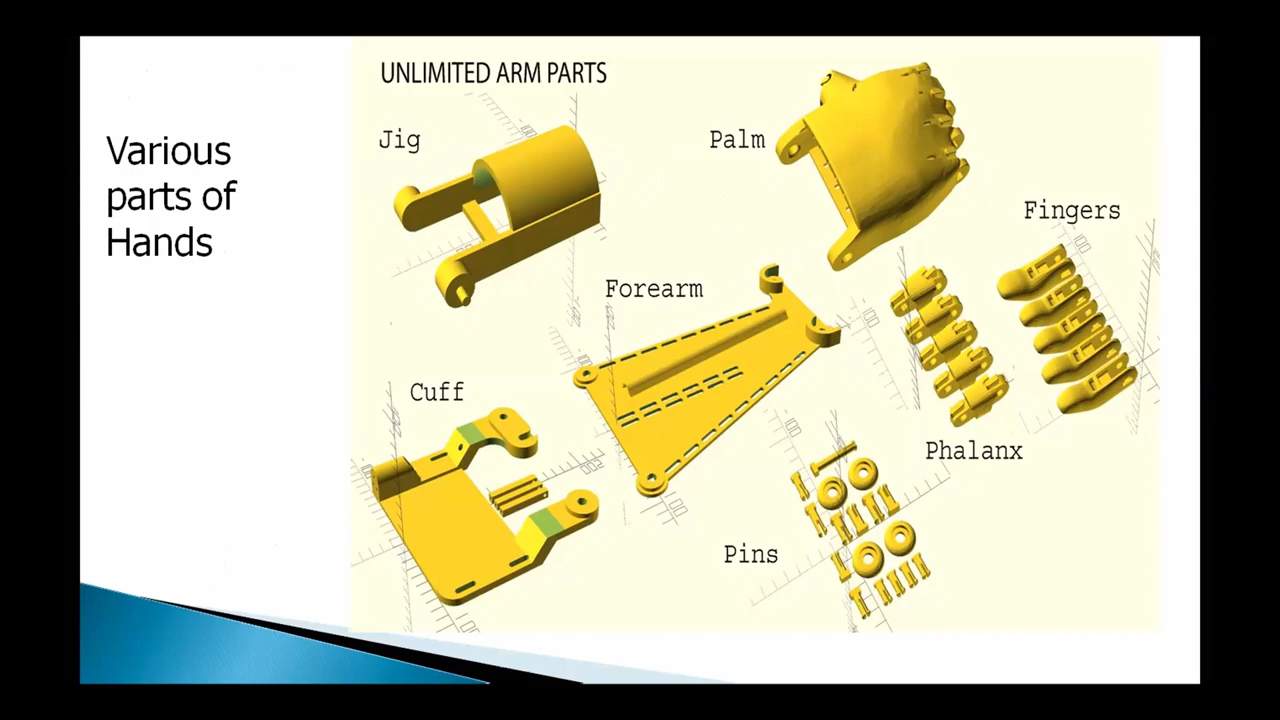 Various
parts of
Hands
UNLIMITED ARM PARTS
Jig
Palm
Fingers
Forearm
Cuff
Phalanx
Pins